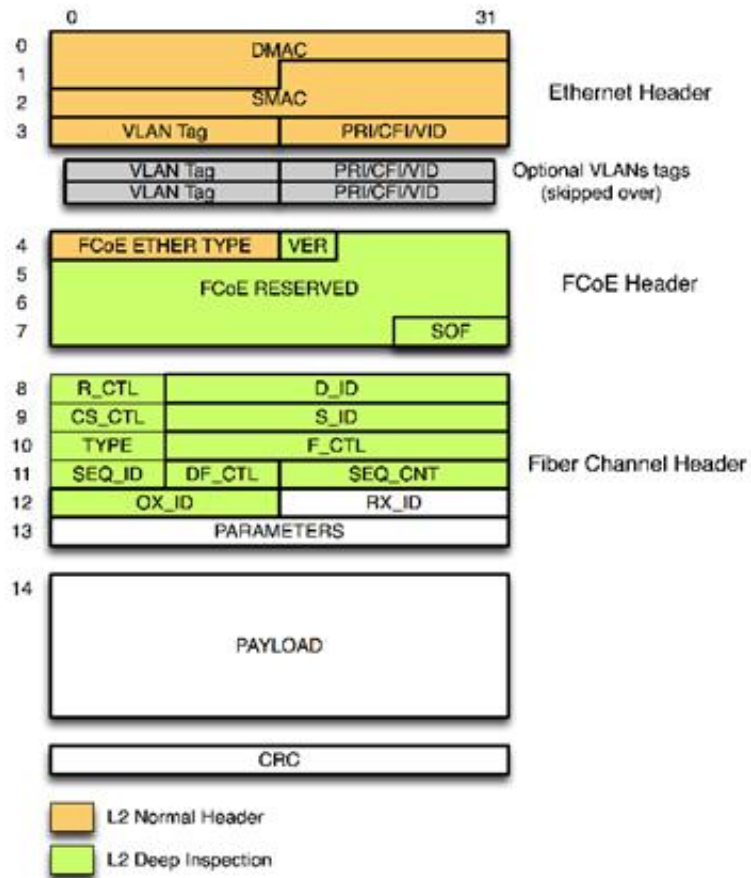 0 31
0 DMAC
1
2 SMAC
Ethernet Header
3 VLAN Tag PRI/CFI/VID
VLAN Tag PRI/CFI/VID
VLAN Tag PRI/CFI/VID
Optional VLANs tags
(skipped over)
4 FCoE ETHER TYPE VER
5
FCoE RESERVED
FCoE Header
6
7 SOF
8 R_CTL D_ID
9 CS_CTL S_ID
10 TYPE F_CTL
11 SEQ_ID DF_CTL SEQ_CNT
Fiber Channel Header
12 OX_ID RX_ID
13 PARAMETERS
14
PAYLOAD
CRC
L2 Normal Header
L2 Deep Inspection